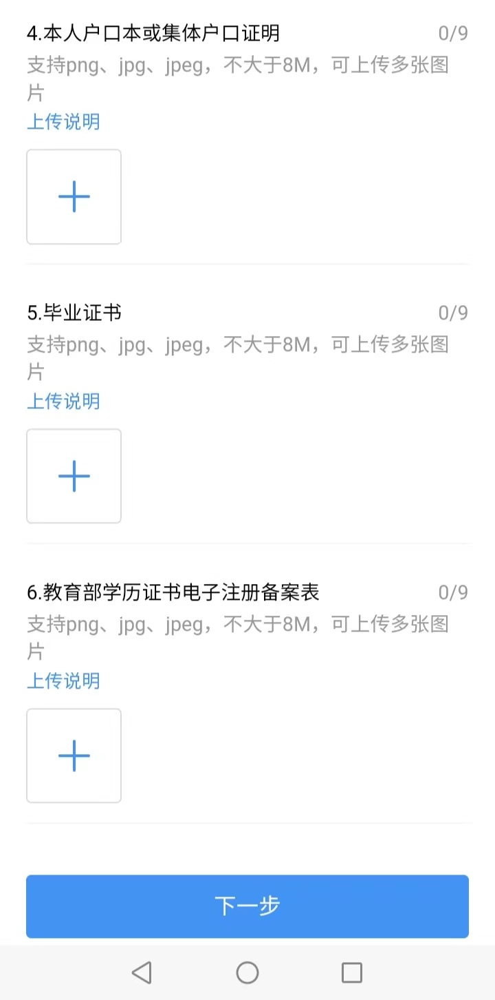 4.本人户口本或集体户口证明 0/9
支持png、jpg、jpeg，不大于8M，可上传多张图
片
上传说明
5.毕业证书 0/9
支持png、jpg、jpeg，不大于8M，可上传多张图
片
上传说明
6.教育部学历证书电子注册备案表 0/9
支持png、jpg、jpeg，不大于8M，可上传多张图
片
上传说明
下一步